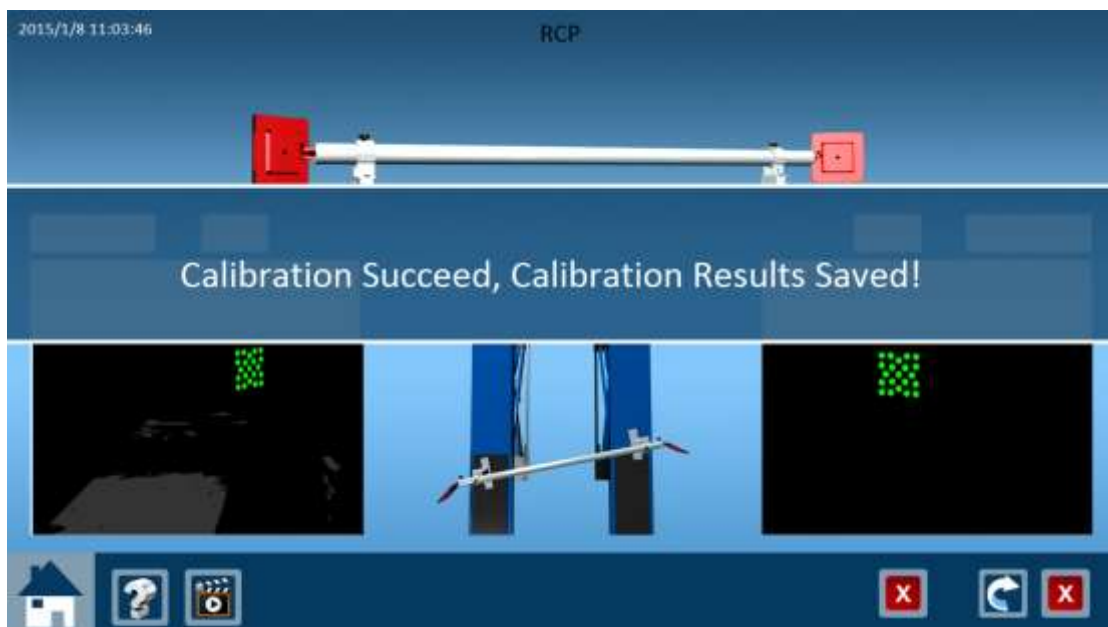 2015/1/8 11:03:46
RCP
Calibration Succeed, Calibration Results Saved!
? X X